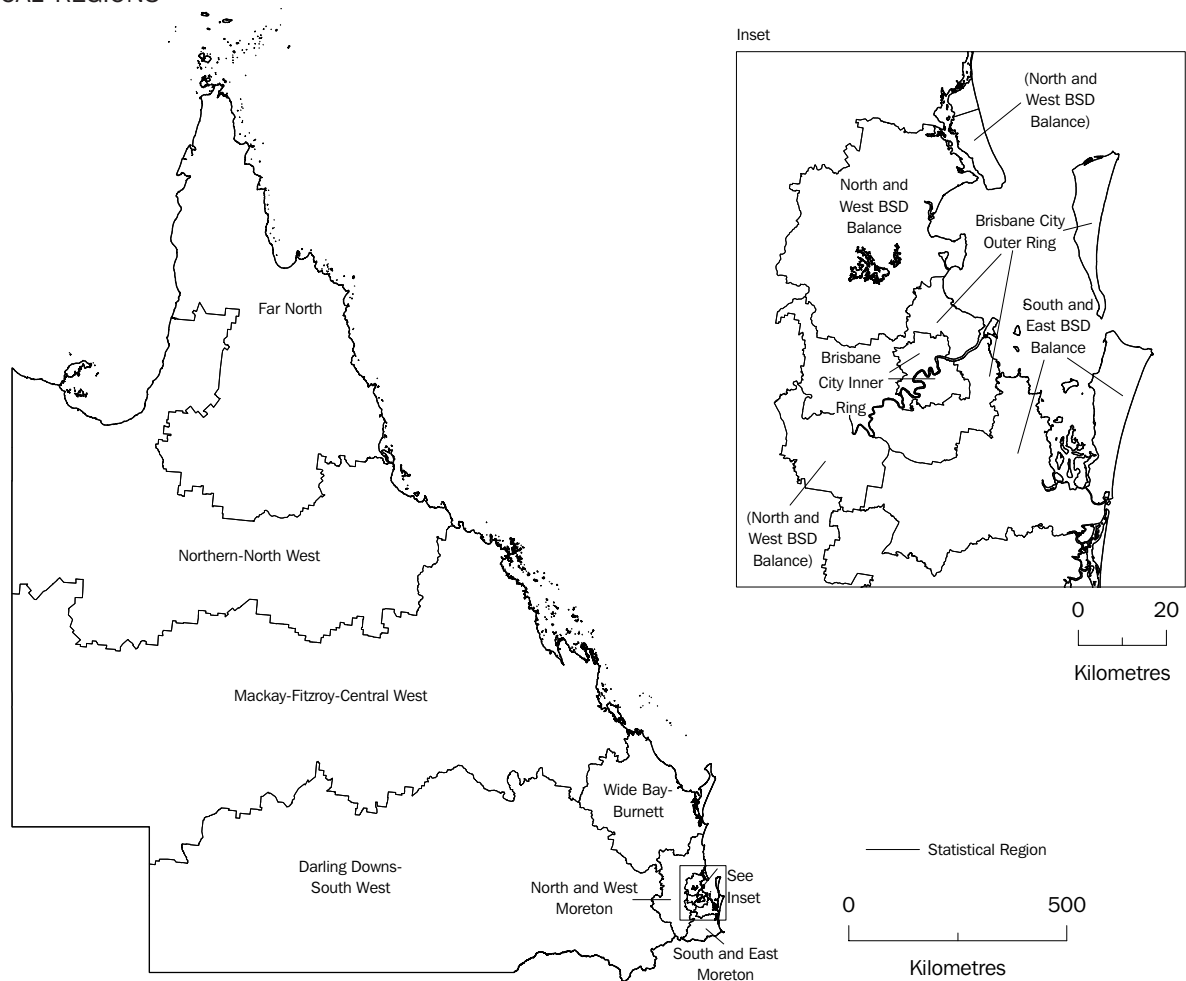 Inset
(North and
West BSD
Balance)
North and
West BSD
Balance
Brisbane City
Outer Ring
South and
East BSD
Balance
Brisbane
City Inner
Ring
(North and
West BSD
Balance)
0 20
Kilometres
Far North
Northern-North West
Mackay-Fitzroy-Central West
Wide Bay-
Burnett
Darling Downs-
South West
North and West
Moreton
See
Inset
South and East
Moreton
Statistical Region
0 500
Kilometres